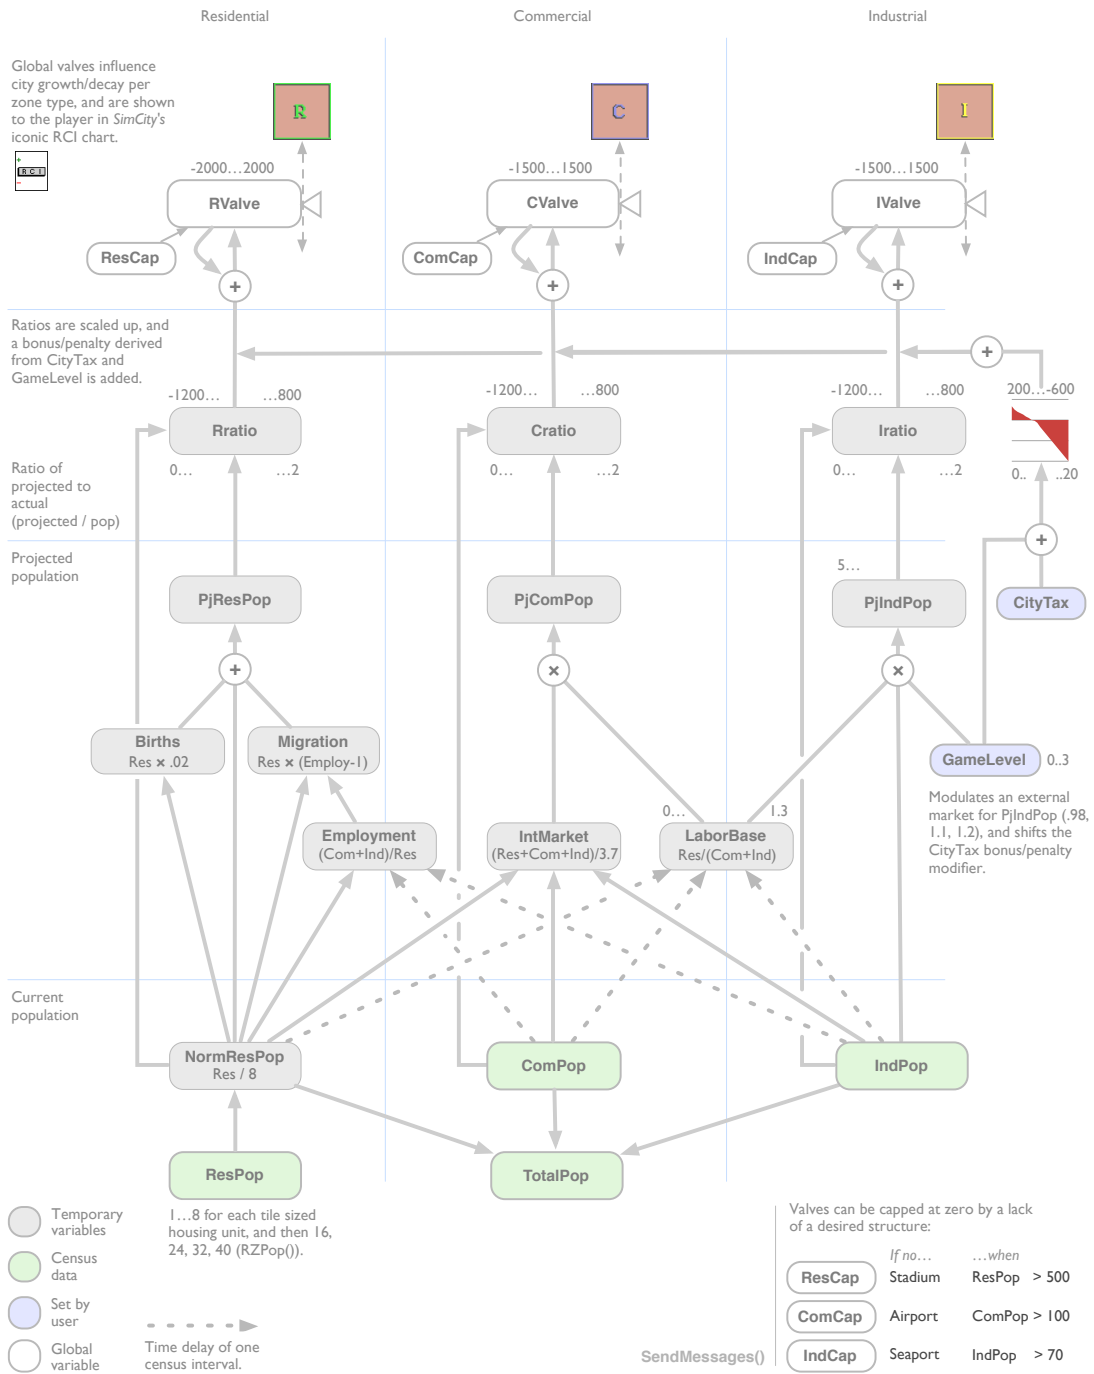 Residential
Commercial
Industrial
Global valves influence
city growth/decay per
zone type, and are shown
to the player in SimCity's
iconic RCI chart.
R
C
I
+
R C I
−
-2000…2000
-1500…1500
-1500…1500
RValve
CValve
IValve
ResCap
ComCap
IndCap
+
+
+
Ratios are scaled up, and
a bonus/penalty derived
from CityTax and
GameLevel is added.
+
-1200…
…800
-1200…
…800
-1200…
…800
200…-600
Rratio
Cratio
Iratio
0…
…2
0…
…2
0…
…2
0..
..20
Ratio of
projected to
actual
(projected / pop)
+
Projected
population
5…
PjResPop
PjComPop
PjIndPop
CityTax
+
×
×
Births
Res × .02
Migration
Res × (Employ-1)
GameLevel
0..3
Modulates an external
market for PjIndPop (.98,
1.1, 1.2), and shifts the
CityTax bonus/penalty
modifier.
0…
1.3
Employment
(Com+Ind)/Res
IntMarket
(Res+Com+Ind)/3.7
LaborBase
Res/(Com+Ind)
Current
population
NormResPop
Res / 8
ComPop
IndPop
ResPop
TotalPop
1…8 for each tile sized
housing unit, and then 16,
24, 32, 40 (RZPop()).
Temporary
variables
Census
data
Set by
user
Global
variable
Time delay of one
census interval.
SendMessages()
Valves can be capped at zero by a lack
of a desired structure:
If no…
…when
ResCap
Stadium
ResPop > 500
ComCap
Airport
ComPop > 100
IndCap
Seaport
IndPop > 70